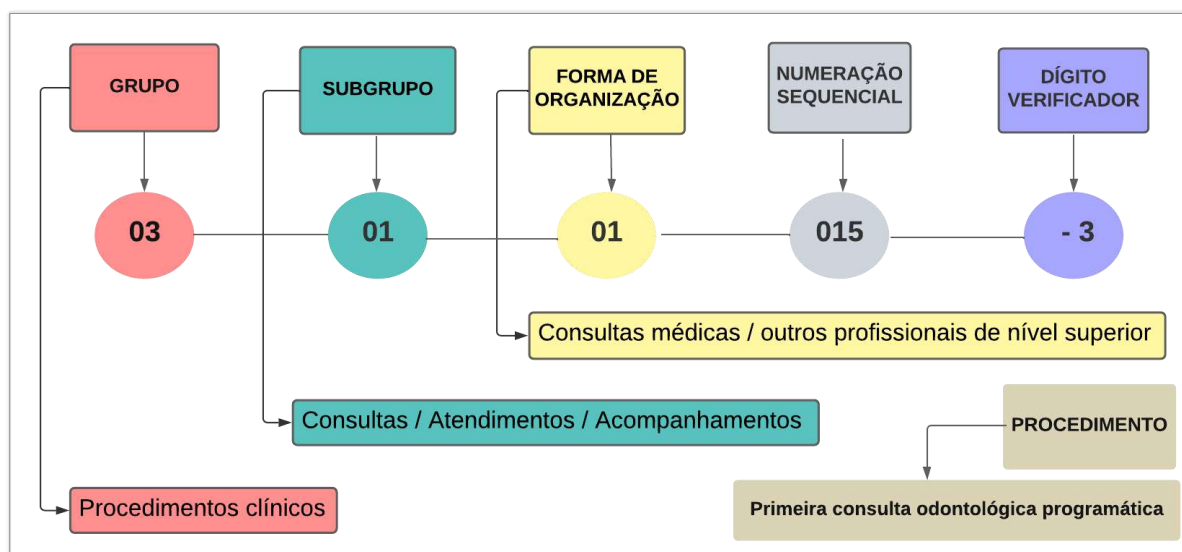 GRUPO
SUBGRUPO
FORMA DE
ORGANIZAÇÃO
NUMERAÇÃO
SEQUENCIAL
DÍGITO
VERIFICADOR
03
01
01
015
- 3
Consultas médicas / outros profissionais de nível superior
Consultas / Atendimentos / Acompanhamentos
PROCEDIMENTO
Procedimentos clínicos
Primeira consulta odontológica programática